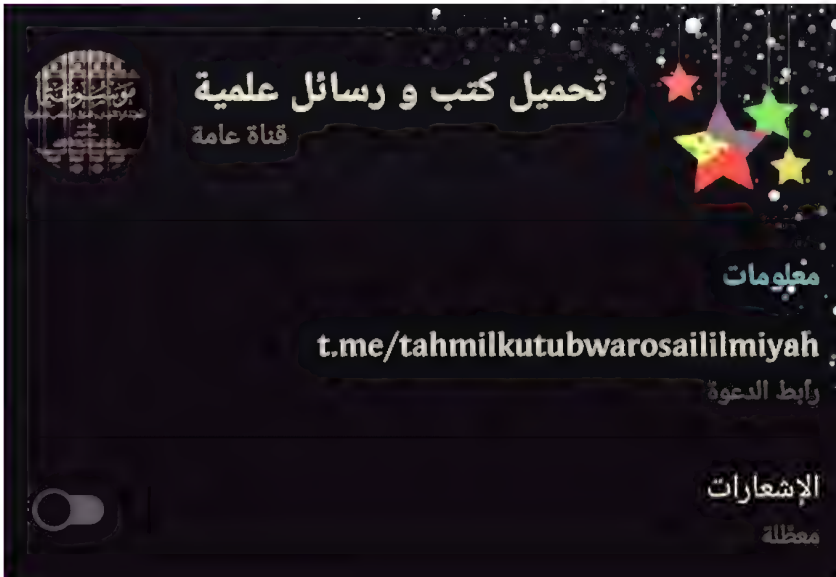 تحميل كتب و رسائل علمية
قناة عامة
معلومات
t.me/tahmilkutubwarosaililmiyah
رابط الدعوة
الإشعارات
معطلة